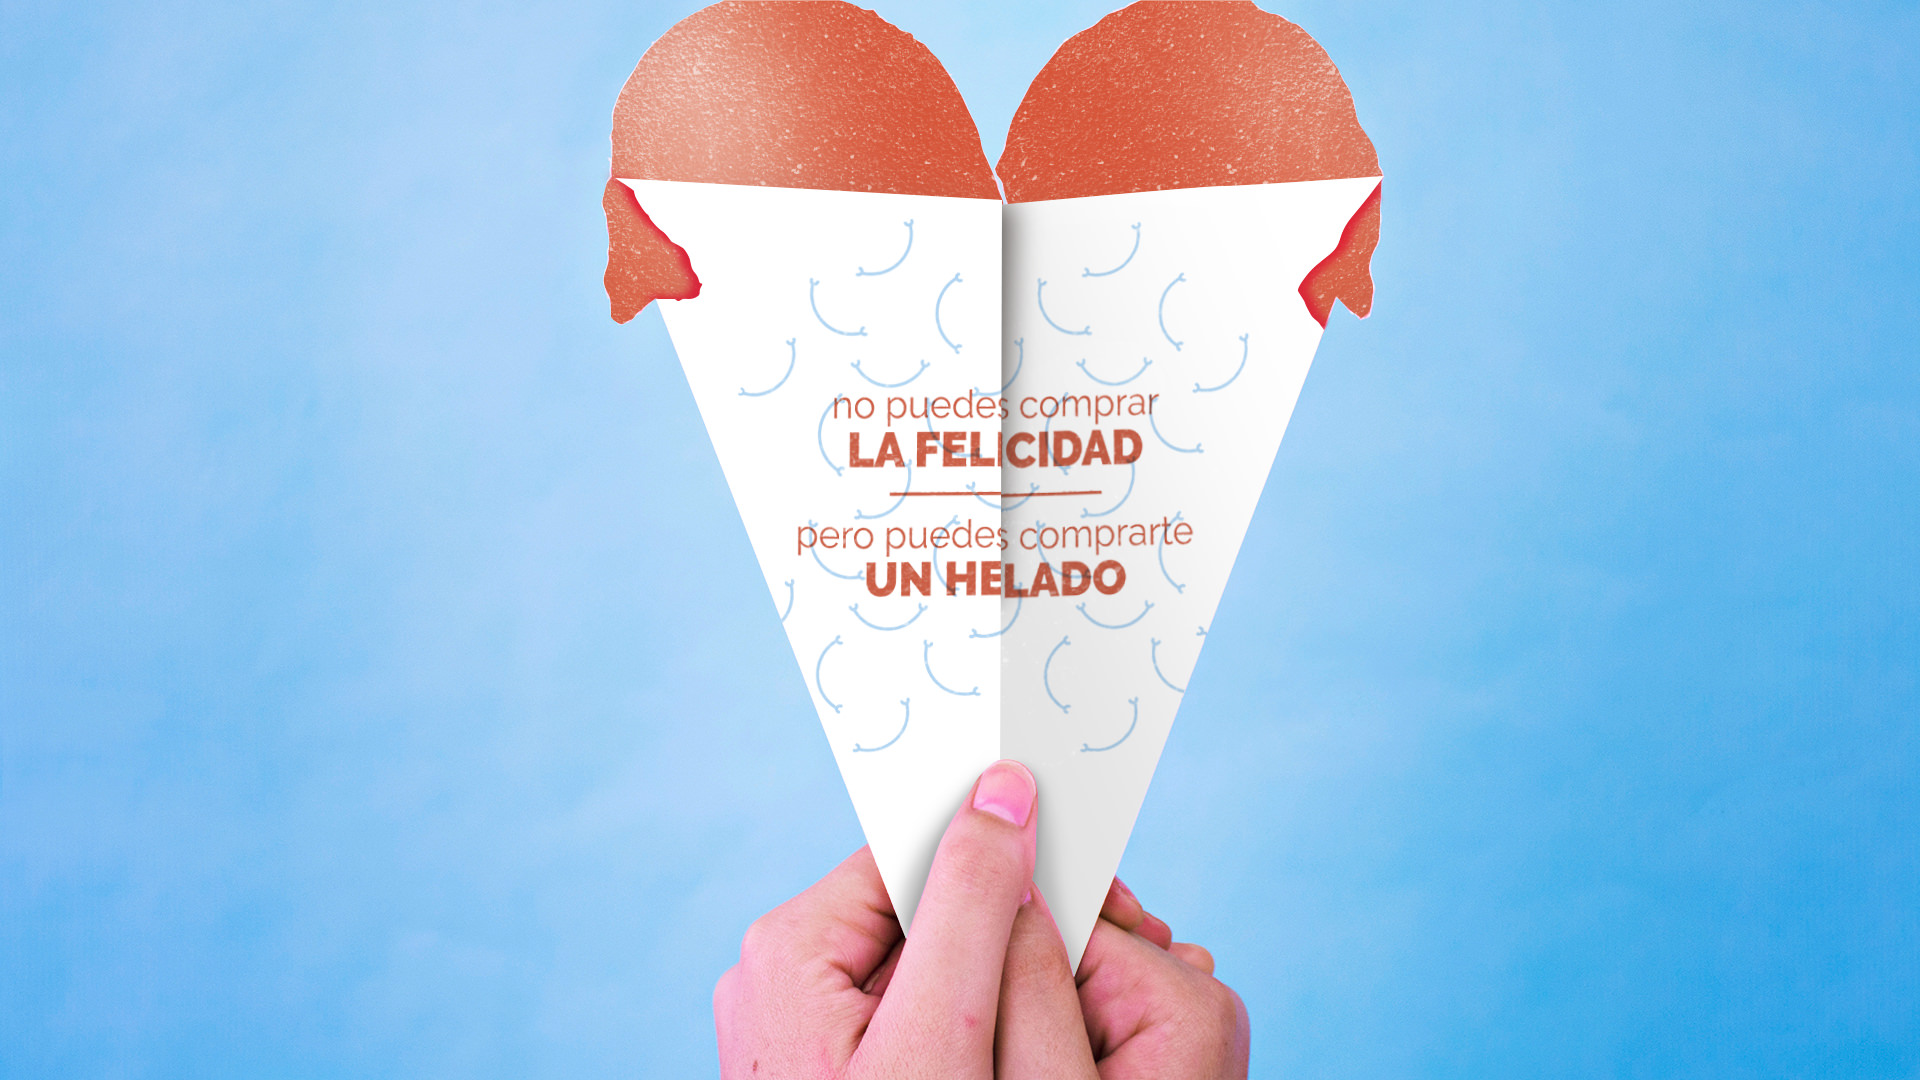 no puedes comprar
LA FELICIDAD
pero puedes comprarte
UN HELADO